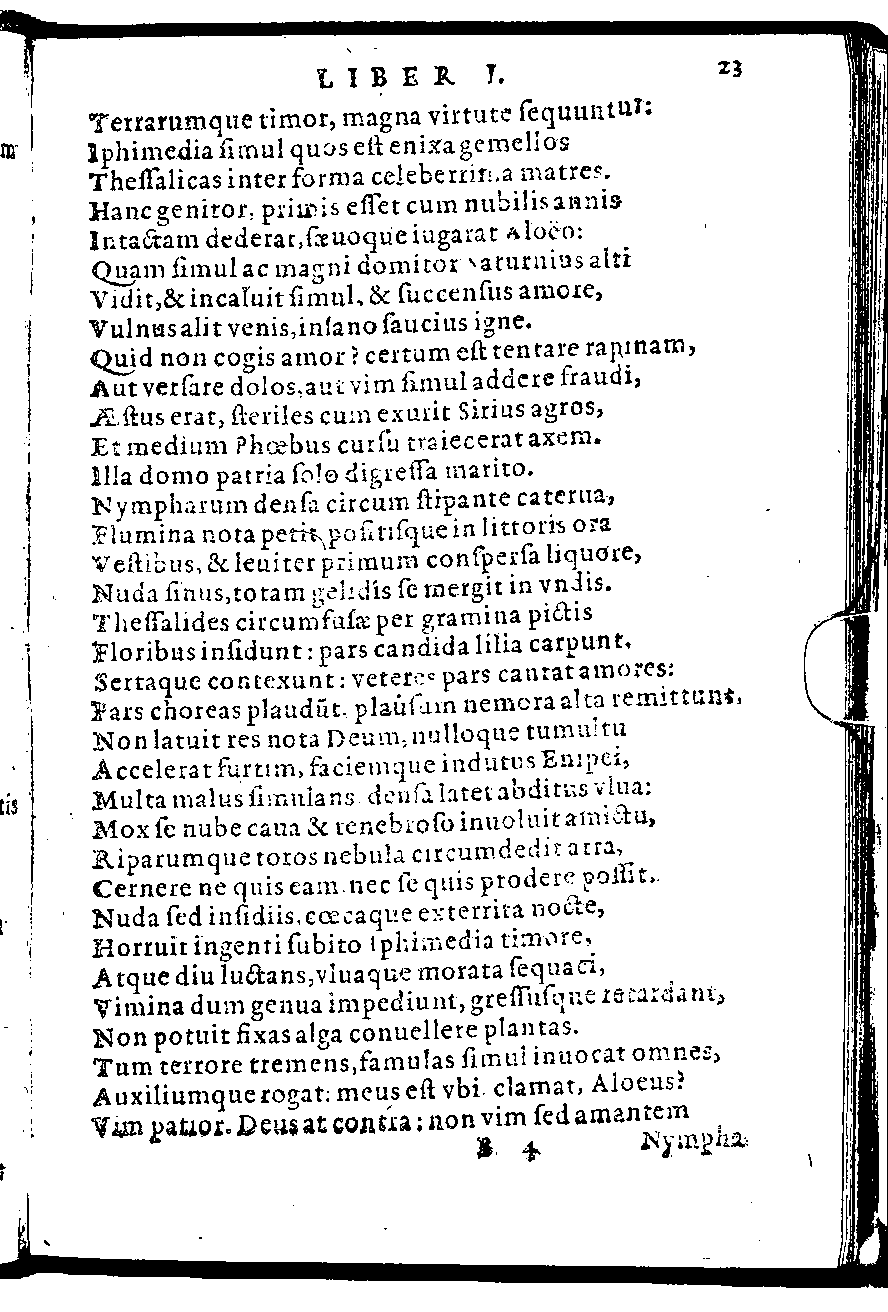 LIBER I. 23
Terrarumque timor, magna virtute ſequuntur:
Iphimedia ſimul quos eſt enixa gemellos
Theſſalicas inter forma celeberrima matres.
Hanc genitor, primis eſſet cum nubilis annis
Intactam dederat, ſæuoque iugarat Aloëo:
Quam ſimul ac magni domitor Saturnius alti
Vidit, & incaluit ſimul, & ſuccenſus amore,
Vulnus alit venis, inſano ſaucius igne.
Quid non cogis amor? certum eſt tentare rapinam,
Aut verſare dolos, aut vim ſimul addere fraudi,
Æſtus erat, ſteriles cum exurit Sirius agros,
Et medium Phœbus curſu traiecerat axem.
Illa domo patria ſolo digreſſa marito.
Nympharum denſa circum ſtipante caterua,
Flumina nota petit, poſitiſque in littoris ora
Veſtibus, & leuiter primum conſperſa liquore,
Nuda ſinus, totam gelidis ſe mergit in vndis.
Theſſalides circumfuſæ per gramina pictis
Floribus inſidunt: pars candida lilia carpunt.
Sertaque contexunt: veteres pars cantat amores:
Pars choreas plaudũt. plauſum nemora alta remittunt.
Non latuit res nota Deum, nulloque tumultu
Accelerat furtim, faciemque indutus Enipei,
Multa malus ſimulans denſa latet abditus vlua:
Mox ſe nube caua & tenebroſo inuoluit amictu,
Riparumque toros nebula circumdedit atra,
Cernere ne quis eam, nec ſe quis prodere poſſit.
Nuda ſed inſidiis, cœcaque exterrita nocte,
Horruit ingenti ſubito Iphimedia timore,
Atque diu luctans, vluaque morata ſequaci,
Vimina dum genua impediunt, greſſuſque retardant,
Non potuit fixas alga conuellere plantas.
Tum terrore tremens, famulas ſimul inuocat omnes,
Auxiliumque rogat: meus eſt vbi clamat, Aloeus?
Vim patior. Deus at contra: non vim ſed amantem
B 4 Nympha